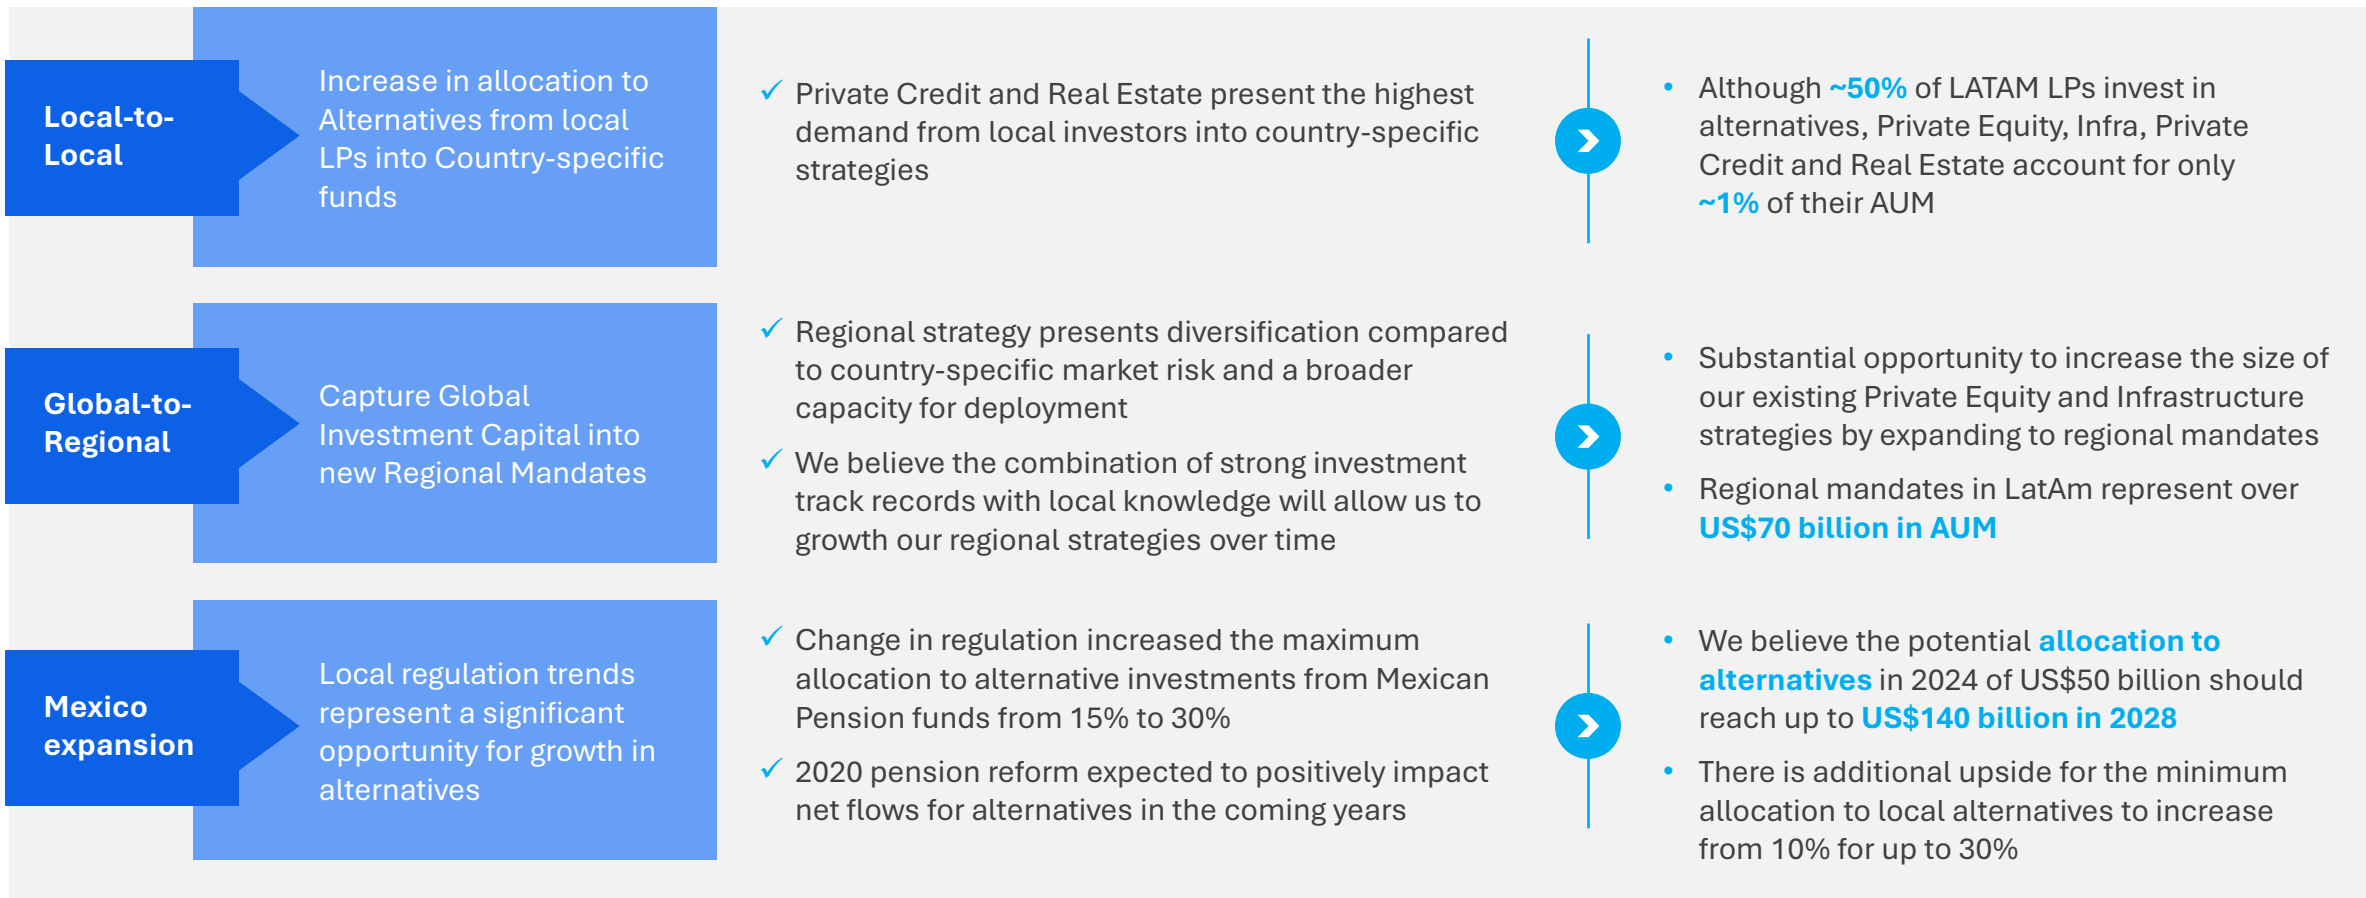 Local-to-
Local
Increase in allocation to
Alternatives from local
LPs into Country-specific
funds
Private Credit and Real Estate present the highest
demand from local investors into country-specific
strategies
Although ~50% of LATAM LPs invest in
alternatives, Private Equity, Infra, Private
Credit and Real Estate account for only
~1% of their AUM
Global-to-
Regional
Capture Global
Investment Capital into
new Regional Mandates
Regional strategy presents diversification compared
to country-specific market risk and a broader
capacity for deployment
We believe the combination of strong investment
track records with local knowledge will allow us to
growth our regional strategies over time
Substantial opportunity to increase the size of
our existing Private Equity and Infrastructure
strategies by expanding to regional mandates
Regional mandates in LatAm represent over
US$70 billion in AUM
Mexico
expansion
Local regulation trends
represent a significant
opportunity for growth in
alternatives
Change in regulation increased the maximum
allocation to alternative investments from Mexican
Pension funds from 15% to 30%
2020 pension reform expected to positively impact
net flows for alternatives in the coming years
We believe the potential allocation to
alternatives in 2024 of US$50 billion should
reach up to US$140 billion in 2028
There is additional upside for the minimum
allocation to local alternatives to increase
from 10% for up to 30%